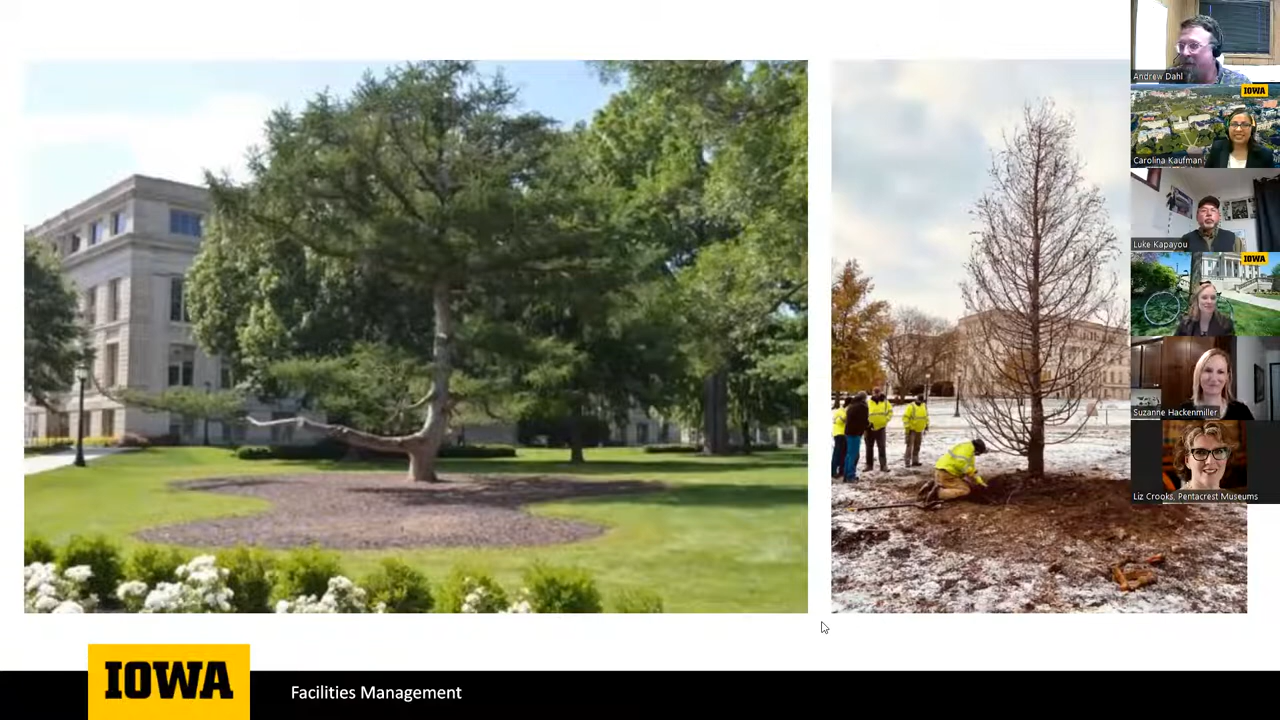 Andrew Dahl
IOWA
Carolina Kaufman
Luke Kapayou
IOWA
Suzanne Hackenmiller
Liz Crooks, Pentacrest Museums
IOWA
Facilities Management